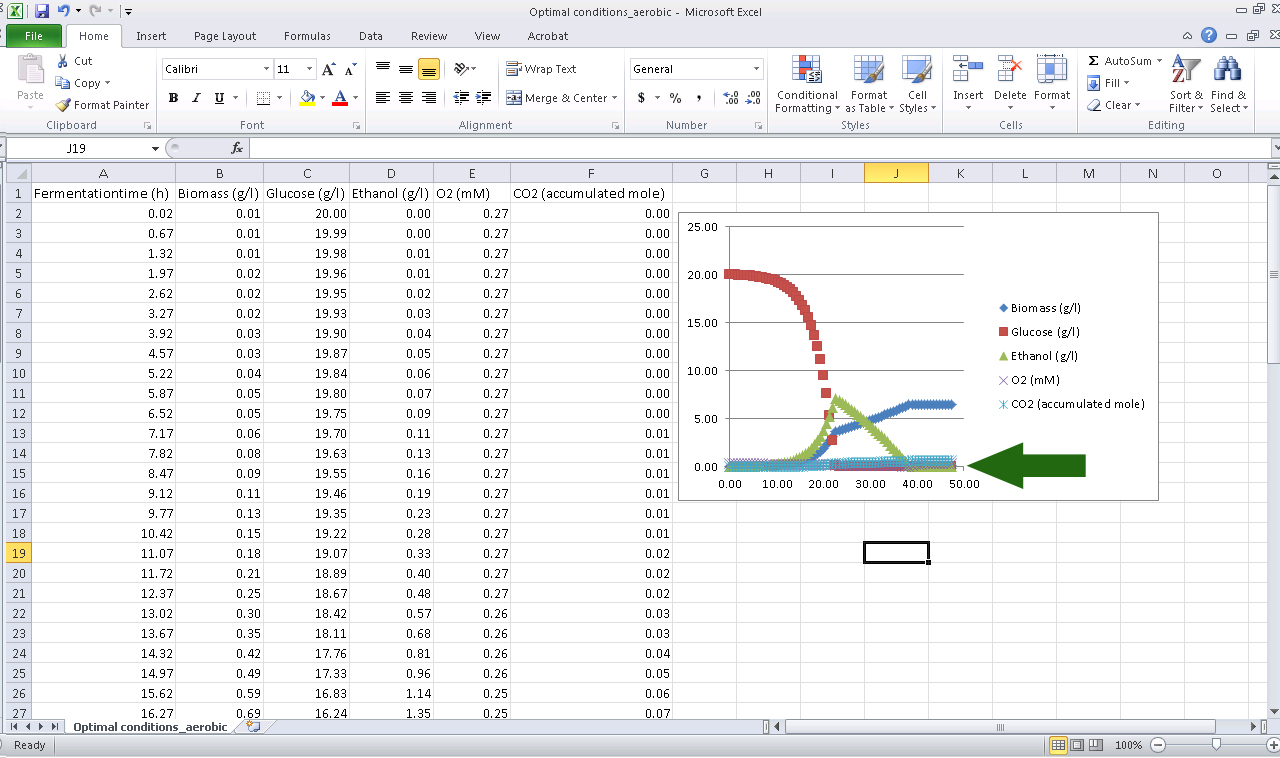 Optimal conditions_aerobic - Microsoft Excel
File Home Insert Page Layout Formulas Data Review View Acrobat
Paste
Cut
Copy
Format Painter
Clipboard
Calibri 11
B I U
Font
Wrap Text
Merge & Center
Alignment
General
$ % , .00 .0
Number
Conditional Formatting
Format as Table
Cell Styles
Styles
Insert Delete Format
Cells
Σ AutoSum
Fill
Clear
Sort & Filter
Find & Select
Editing
J19 fx
A B C D E F G H I J K L M N O
1 Fermentationtime (h) Biomass (g/l) Glucose (g/l) Ethanol (g/l) O2 (mM) CO2 (accumulated mole)
2 0.02 0.01 20.00 0.00 0.27 0.00
3 0.67 0.01 19.99 0.00 0.27 0.00
4 1.32 0.01 19.98 0.01 0.27 0.00
5 1.97 0.02 19.96 0.01 0.27 0.00
6 2.62 0.02 19.95 0.02 0.27 0.00
7 3.27 0.02 19.93 0.03 0.27 0.00
8 3.92 0.03 19.90 0.04 0.27 0.00
9 4.57 0.03 19.87 0.05 0.27 0.00
10 5.22 0.04 19.84 0.06 0.27 0.00
11 5.87 0.05 19.80 0.07 0.27 0.00
12 6.52 0.05 19.75 0.09 0.27 0.00
13 7.17 0.06 19.70 0.11 0.27 0.01
14 7.82 0.08 19.63 0.13 0.27 0.01
15 8.47 0.09 19.55 0.16 0.27 0.01
16 9.12 0.11 19.46 0.19 0.27 0.01
17 9.77 0.13 19.35 0.23 0.27 0.01
18 10.42 0.15 19.22 0.28 0.27 0.01
19 11.07 0.18 19.07 0.33 0.27 0.02
20 11.72 0.21 18.89 0.40 0.27 0.02
21 12.37 0.25 18.67 0.48 0.27 0.02
22 13.02 0.30 18.42 0.57 0.26 0.03
23 13.67 0.35 18.11 0.68 0.26 0.03
24 14.32 0.42 17.76 0.81 0.26 0.04
25 14.97 0.49 17.33 0.96 0.26 0.05
26 15.62 0.59 16.83 1.14 0.25 0.06
27 16.27 0.69 16.24 1.35 0.25 0.07
25.00
20.00
15.00
10.00
5.00
0.00
0.00 10.00 20.00 30.00 40.00 50.00
Biomass (g/l)
Glucose (g/l)
Ethanol (g/l)
O2 (mM)
CO2 (accumulated mole)
Optimal conditions_aerobic
Ready 100%